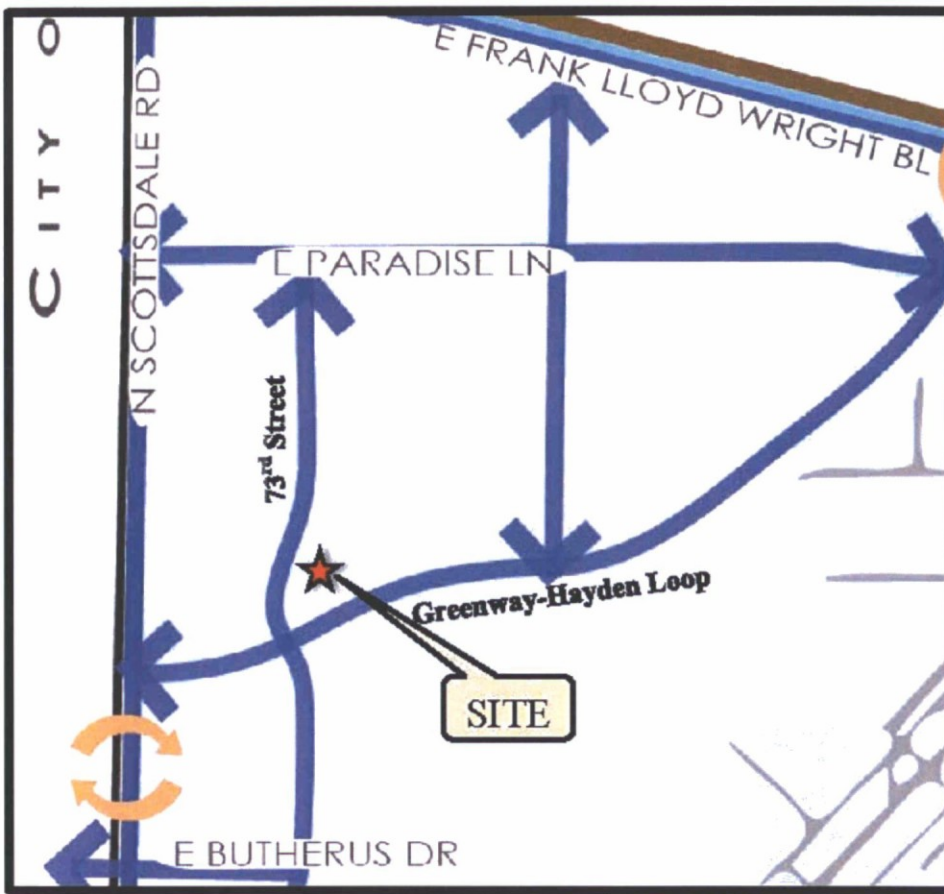 CITY O
N SCOTTSDALE RD
E FRANK LLOYD WRIGHT BL
E PARADISE LN
73rd Street
Greenway-Hayden Loop
SITE
E BUTHERUS DR